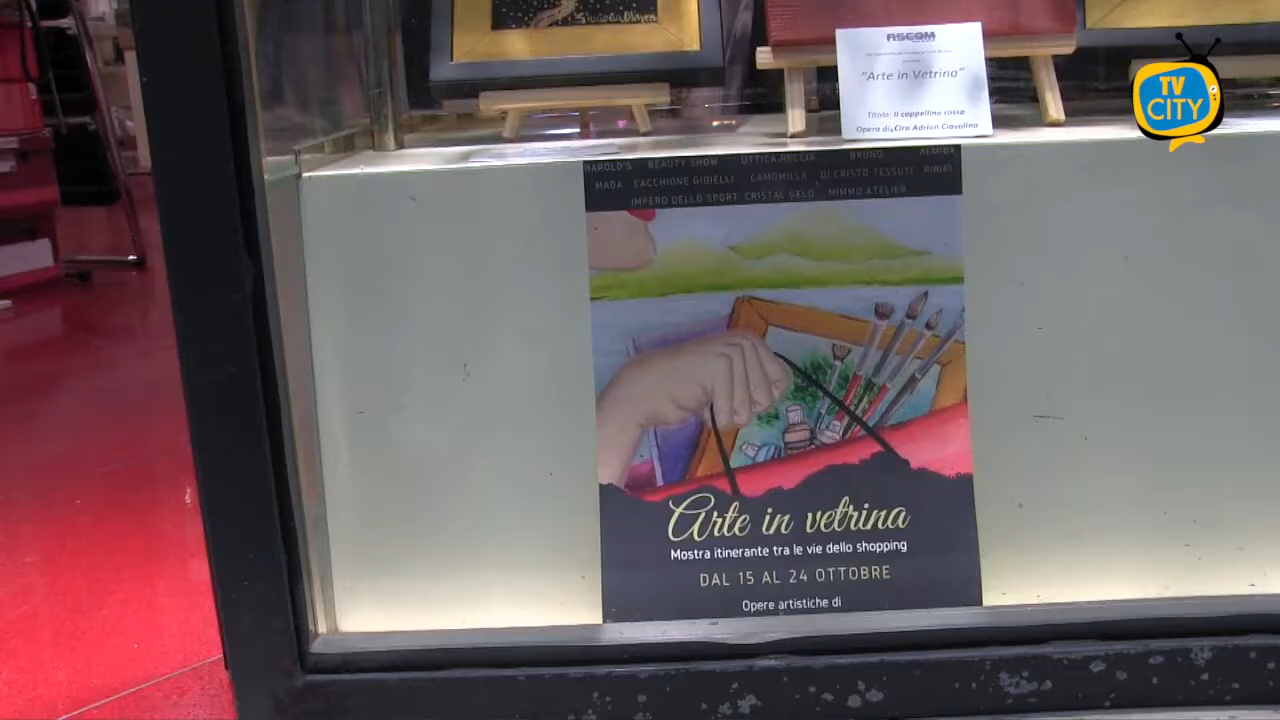 ASCOM
"Arte in Vetrina"
Titolo: Il cappellino rosso
Opera di: Ciro Adrian Ciavolino
TV
CITY
HAROLD'S BEAUTY SHOW OTTICA RECCIA BRUNO ALMIDA
MADA CACCHIONE GIOIELLI CAMOMILLA DI CRISTO TESSUTI PIRIPI
IMPERO DELLO SPORT CRISTAL GELO MIMMO ATELIER
Arte in vetrina
Mostra itinerante tra le vie dello shopping
DAL 15 AL 24 OTTOBRE
Opere artistiche di